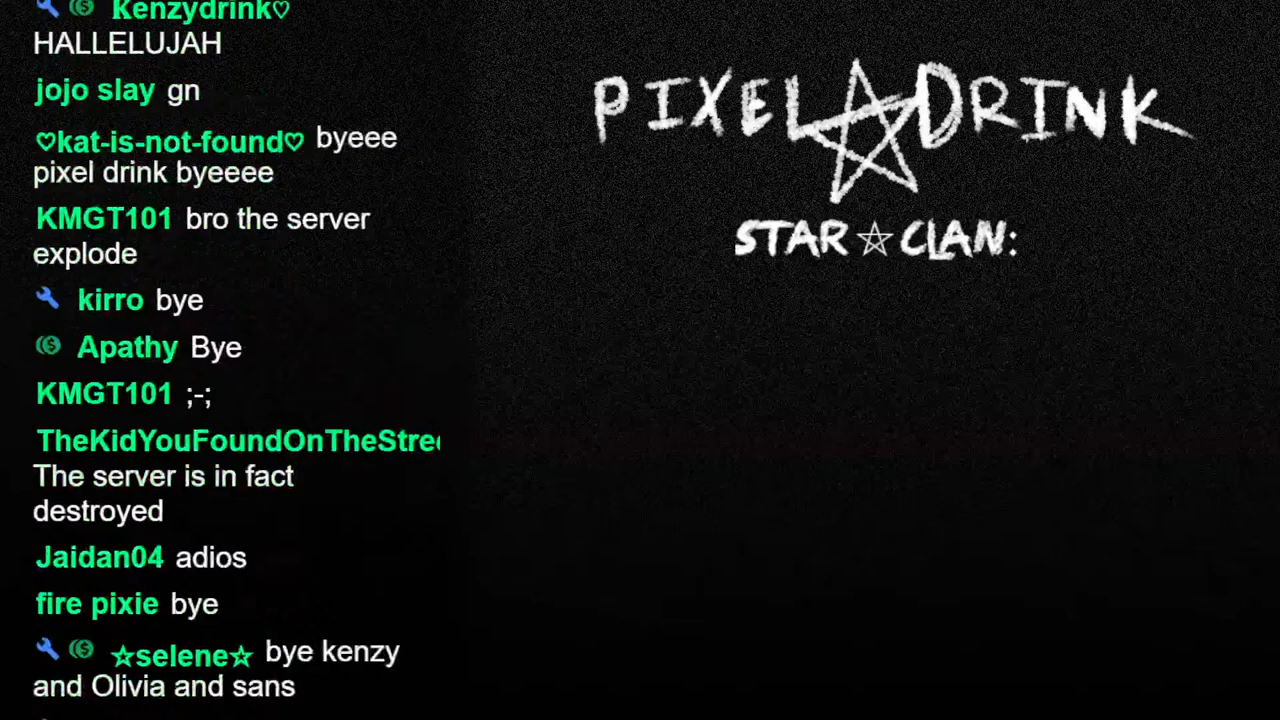 Kenzydrink♡
HALLELUJAH
jojo slay gn
♡kat-is-not-found♡ byeee
pixel drink byeeee
KMGT101 bro the server
explode
kirro bye
Apathy Bye
KMGT101 ;-;
TheKidYouFoundOnTheStree
The server is in fact
destroyed
Jaidan04 adios
fire pixie bye
☆selene☆ bye kenzy
and Olivia and sans
PIXEL DRINK
STAR☆CLAN: